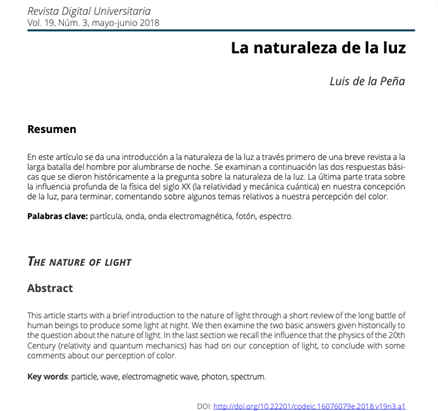 Revista Digital Universitaria
Vol. 19, Núm. 3, mayo-junio 2018
La naturaleza de la luz
Luis de la Peña
Resumen
En este artículo se da una introducción a la naturaleza de la luz a través primero de una breve revista a la
larga batalla del hombre por alumbrarse de noche. Se examinan a continuación las dos respuestas bási-
cas que se dieron históricamente a la pregunta sobre la naturaleza de la luz. La última parte trata sobre
la influencia profunda de la física del siglo XX (la relatividad y mecánica cuántica) en nuestra concepción
de la luz, para terminar, comentando sobre algunos temas relativos a nuestra percepción del color.
Palabras clave: partícula, onda, onda electromagnética, fotón, espectro.
THE NATURE OF LIGHT
Abstract
This article starts with a brief introduction to the nature of light through a short review of the long battle of
human beings to produce some light at night. We then examine the two basic answers given historically to
the question about the nature of light. In the last section we recall the influence that the physics of the 20th
Century (relativity and quantum mechanics) has had on our conception of light, to conclude with some
comments about our perception of color.
Key words: particle, wave, electromagnetic wave, photon, spectrum.
DOI: http://doi.org/10.22201/codeic.16076079e.2018.v19n3.a1